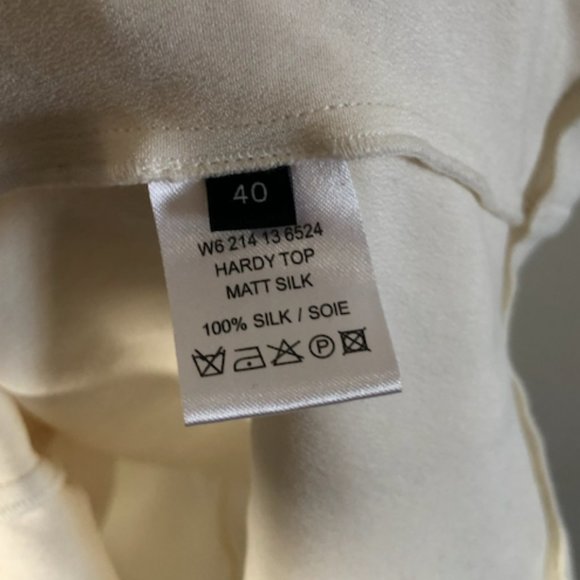 40
W6 214 13 6524
HARDY TOP
MATT SILK
100% SILK / SOIE
P